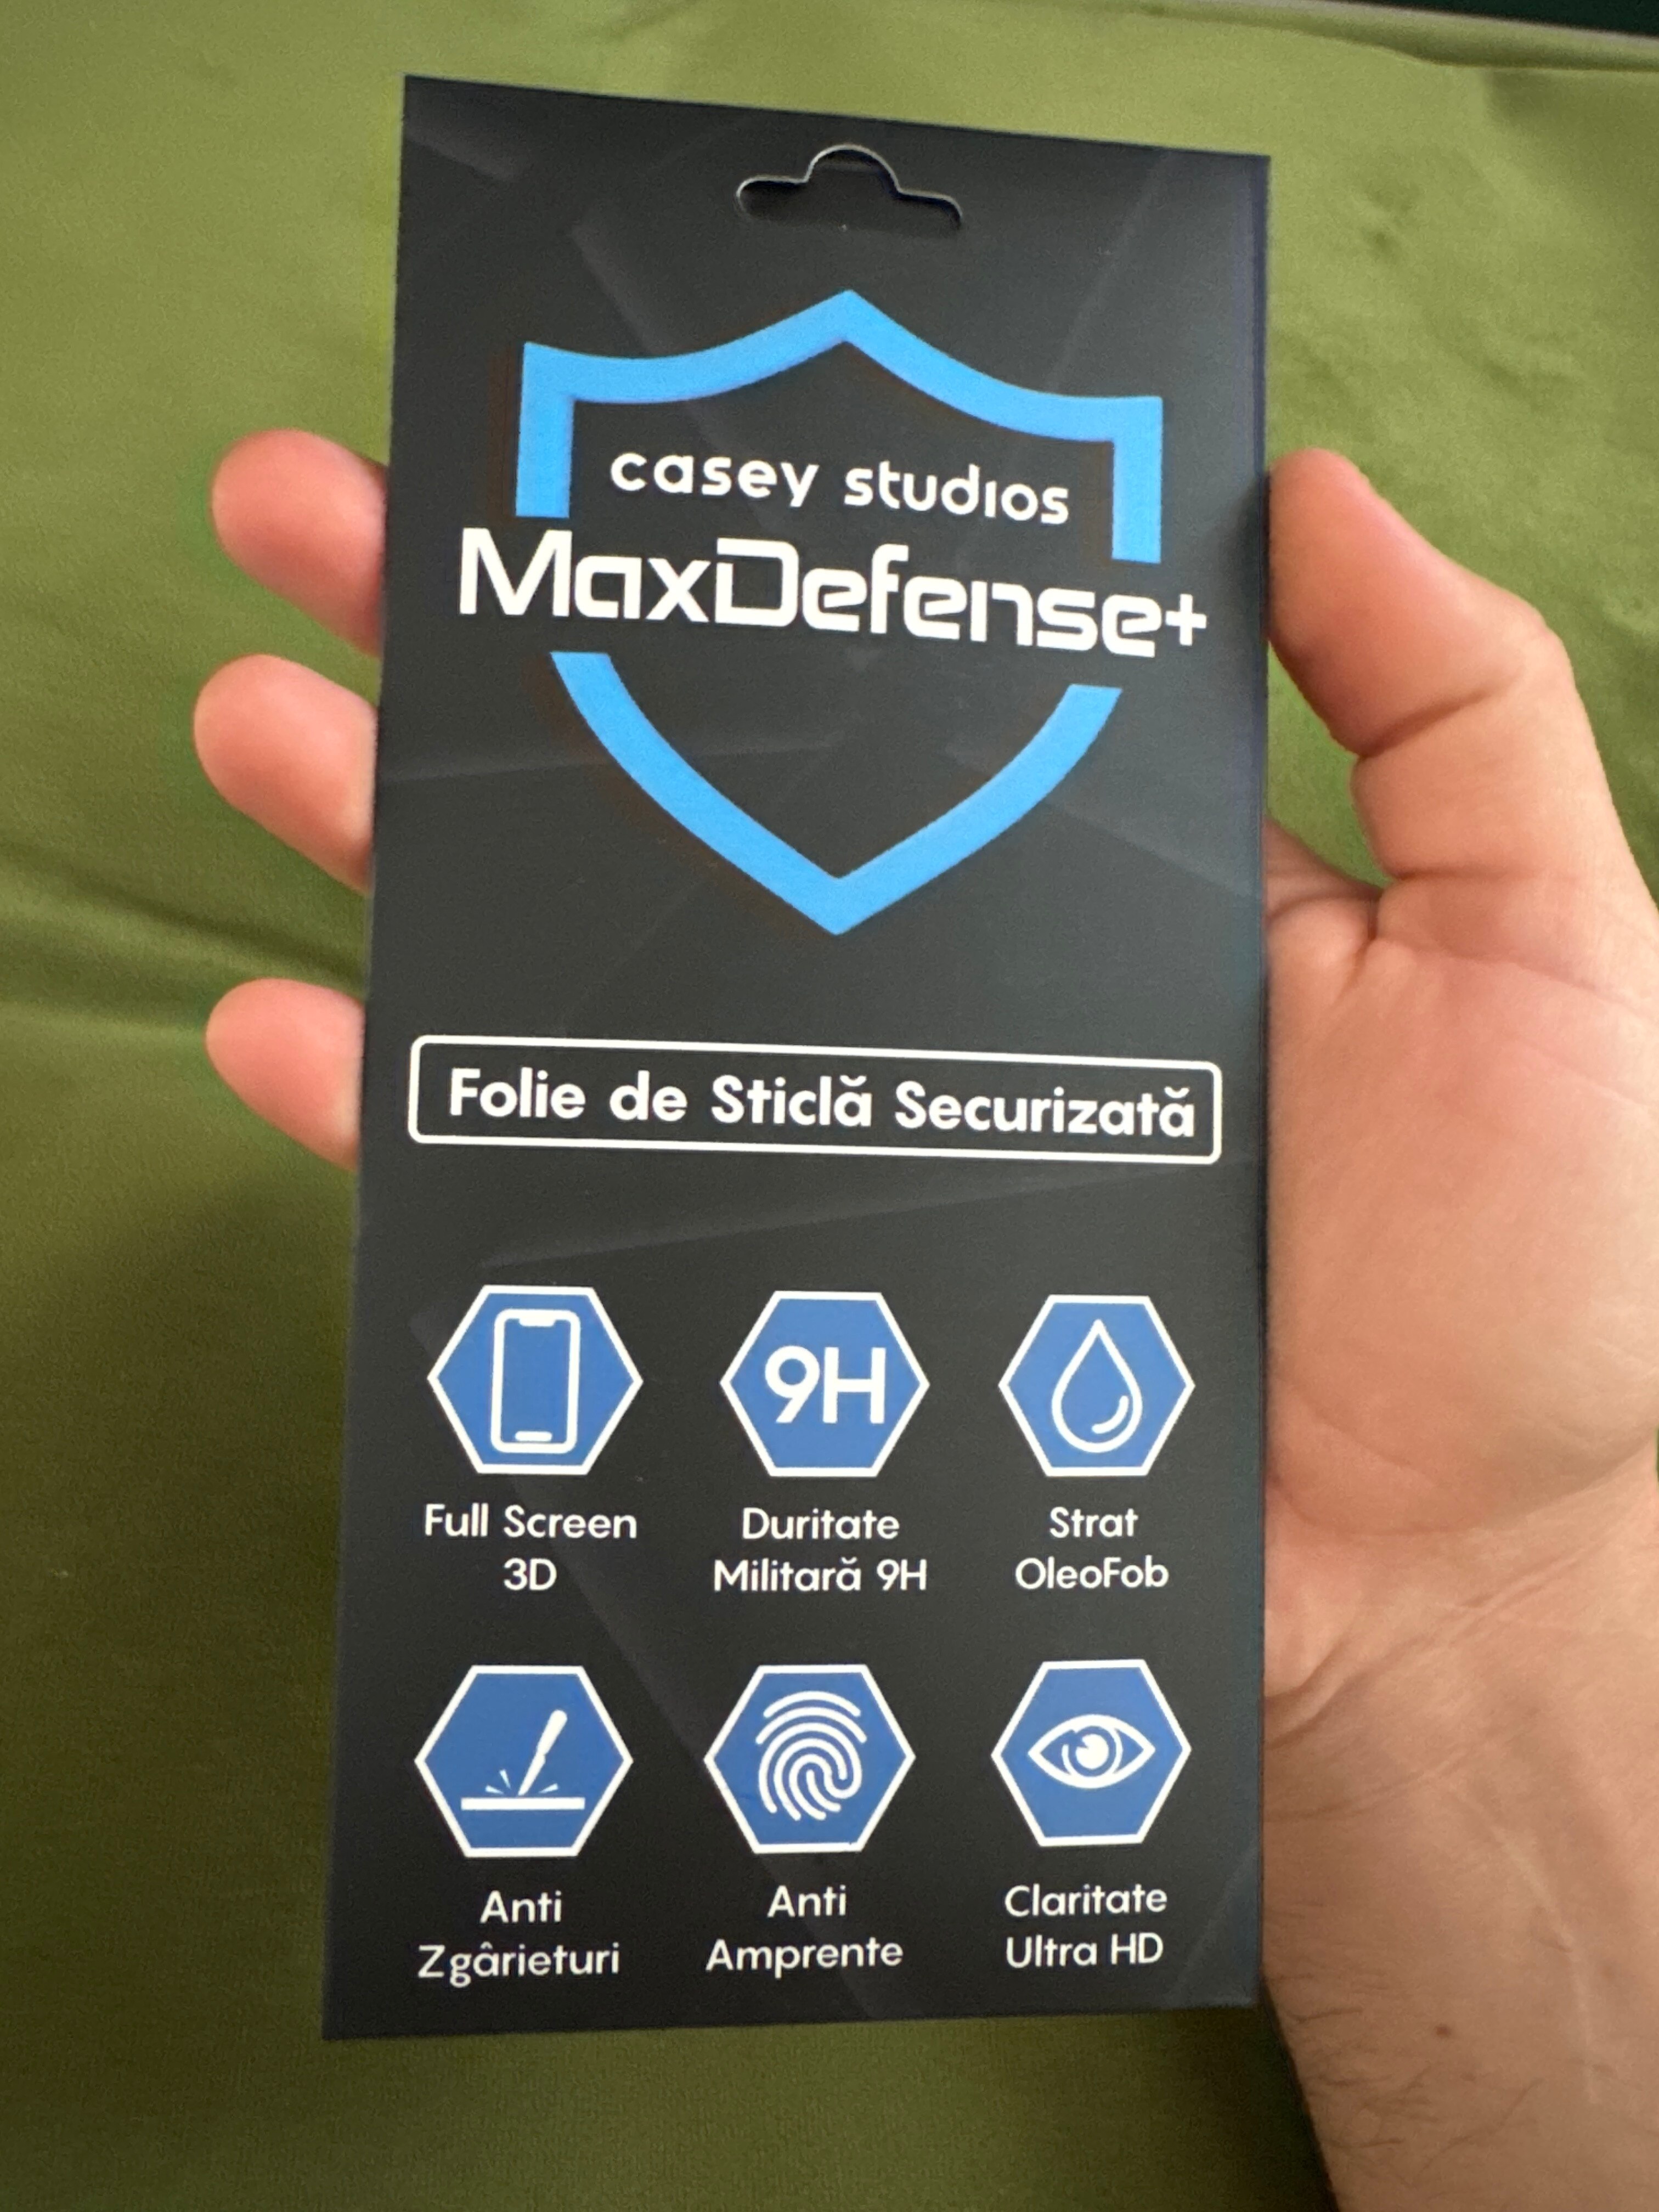 casey studios
MaxDefense+
Folie de Sticlă Securizată
9H
Full Screen
3D
Duritate
Militară 9H
Strat
OleoFob
Anti
Zgârieturi
Anti
Amprente
Claritate
Ultra HD